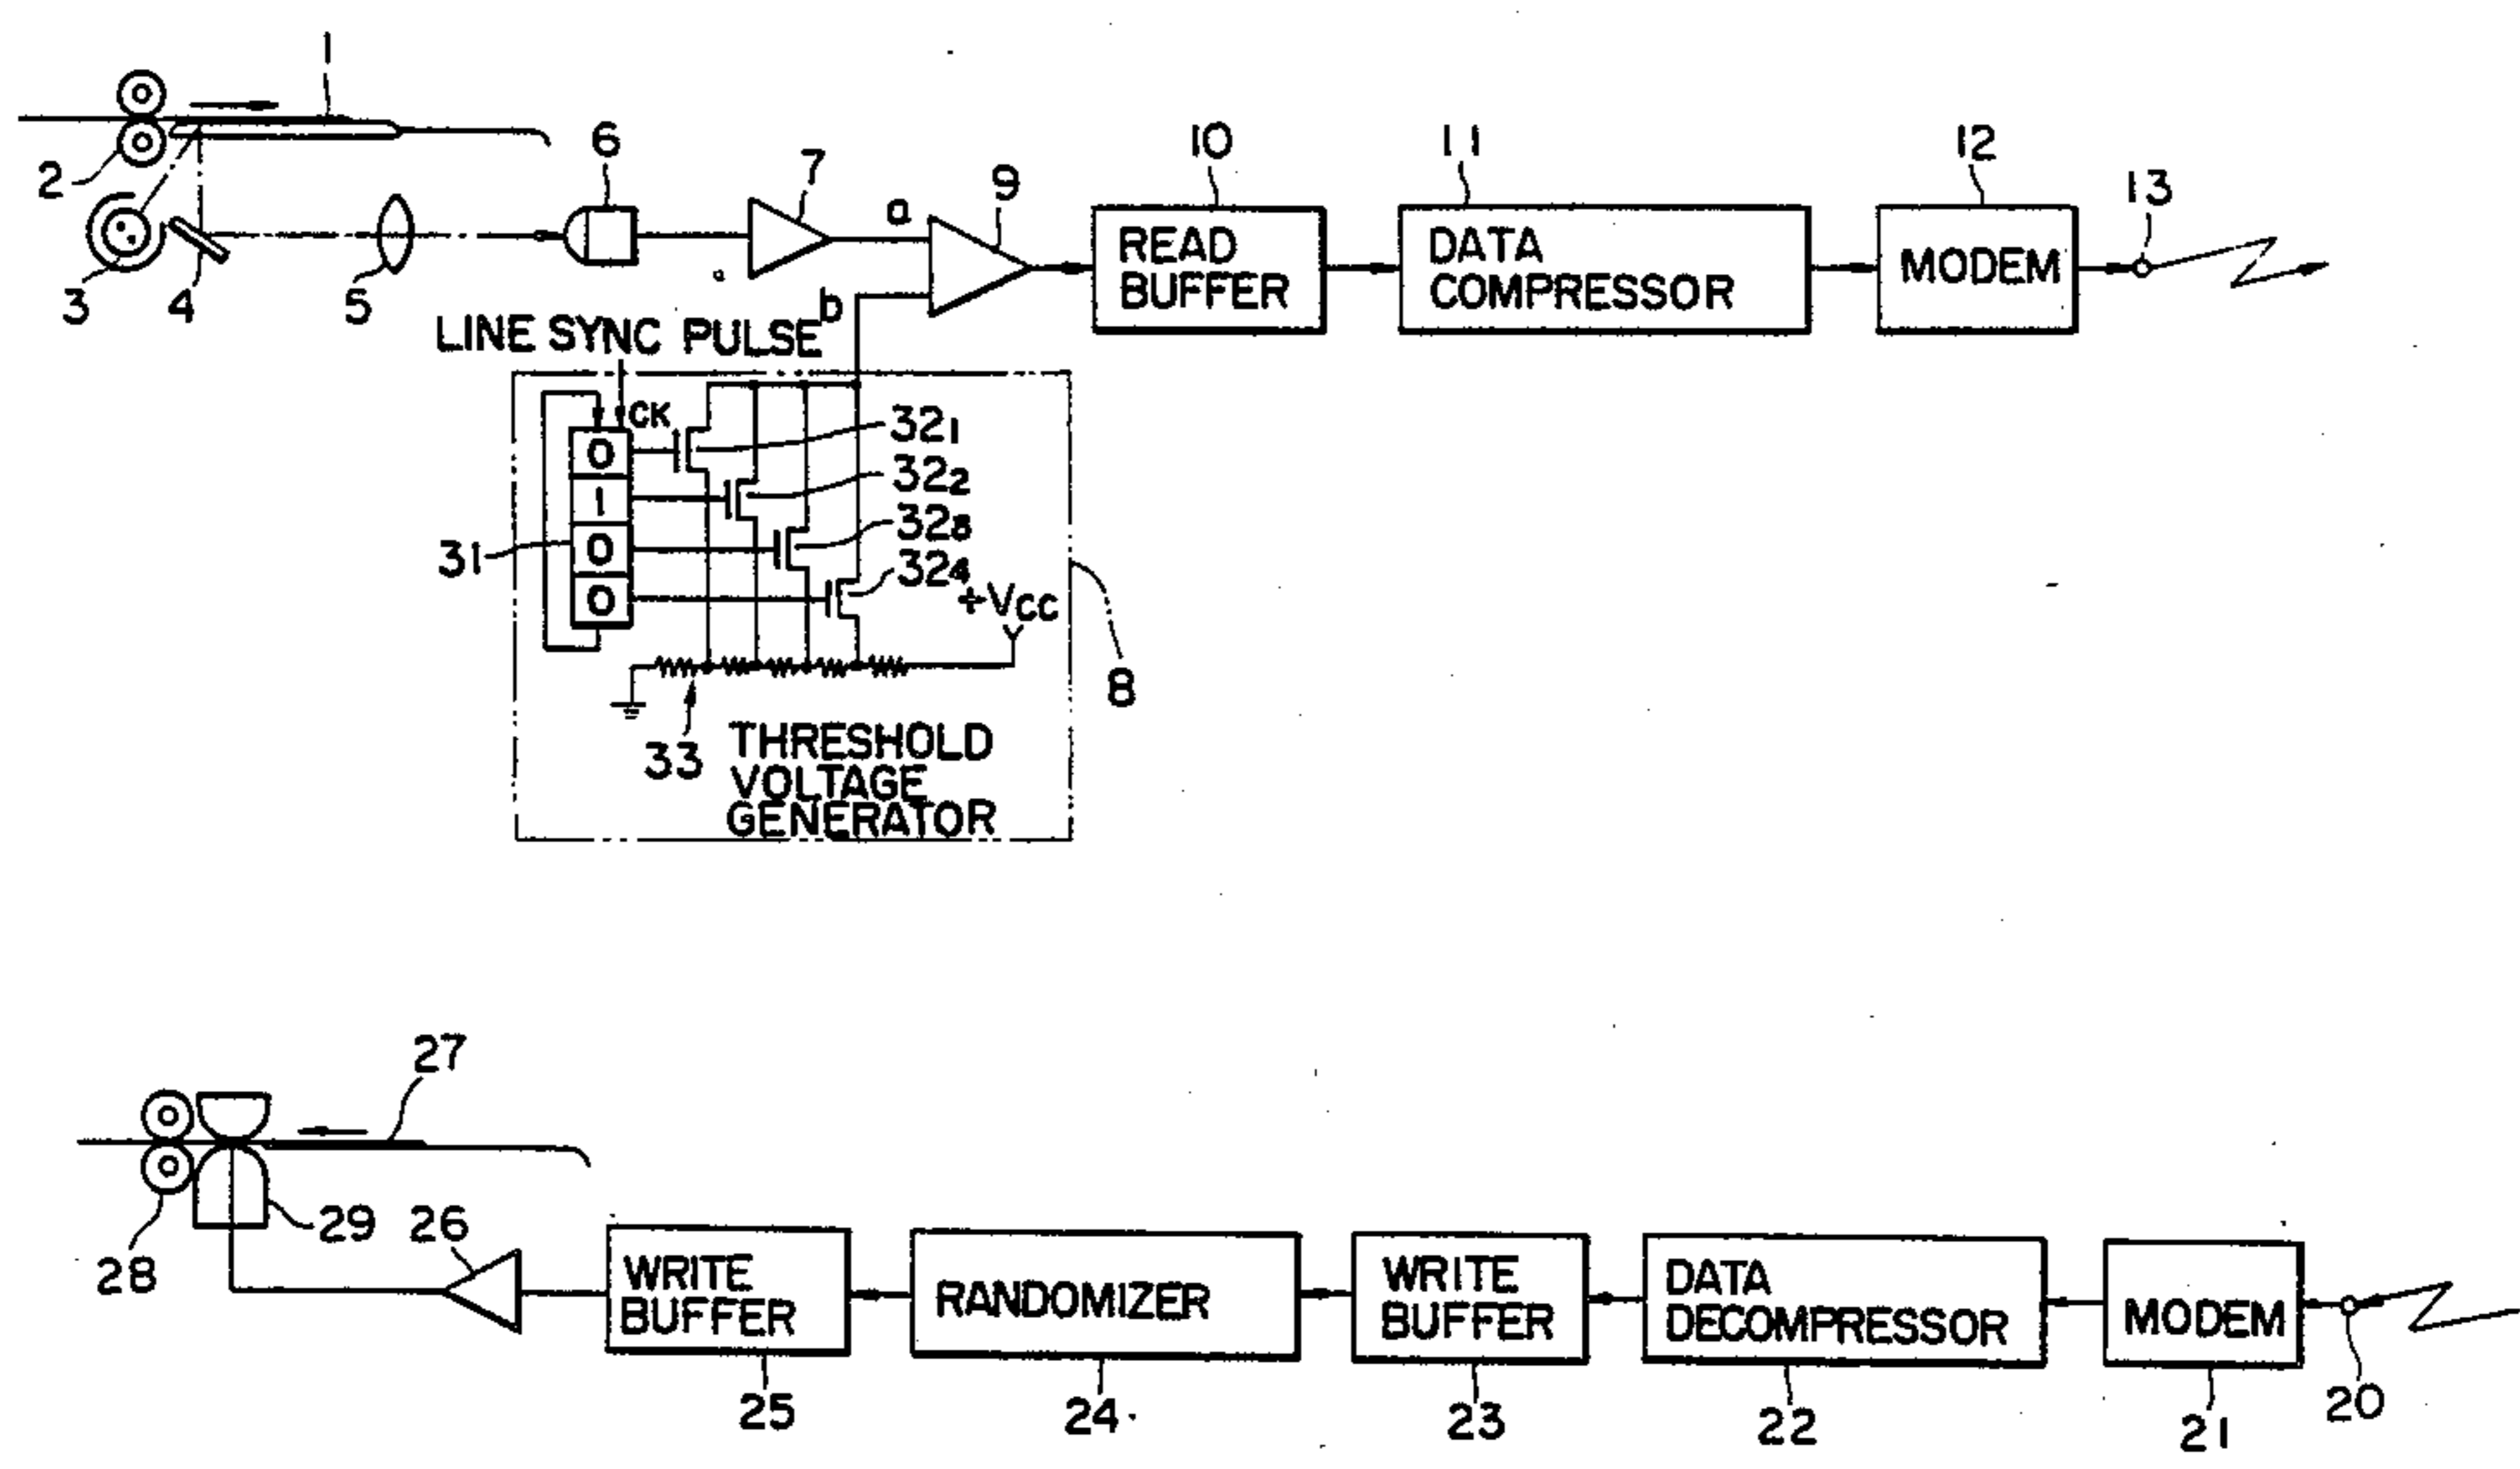 1
2
3
4
5
6
7
a
b
9
10
READ
BUFFER
11
DATA
COMPRESSOR
12
MODEM
13
LINE SYNC PULSE
CK
0
1
0
0
31
321
322
323
324
+VCC
33
8
THRESHOLD
VOLTAGE
GENERATOR
27
28
29
26
WRITE
BUFFER
25
RANDOMIZER
24
WRITE
BUFFER
23
DATA
DECOMPRESSOR
22
MODEM
21
20